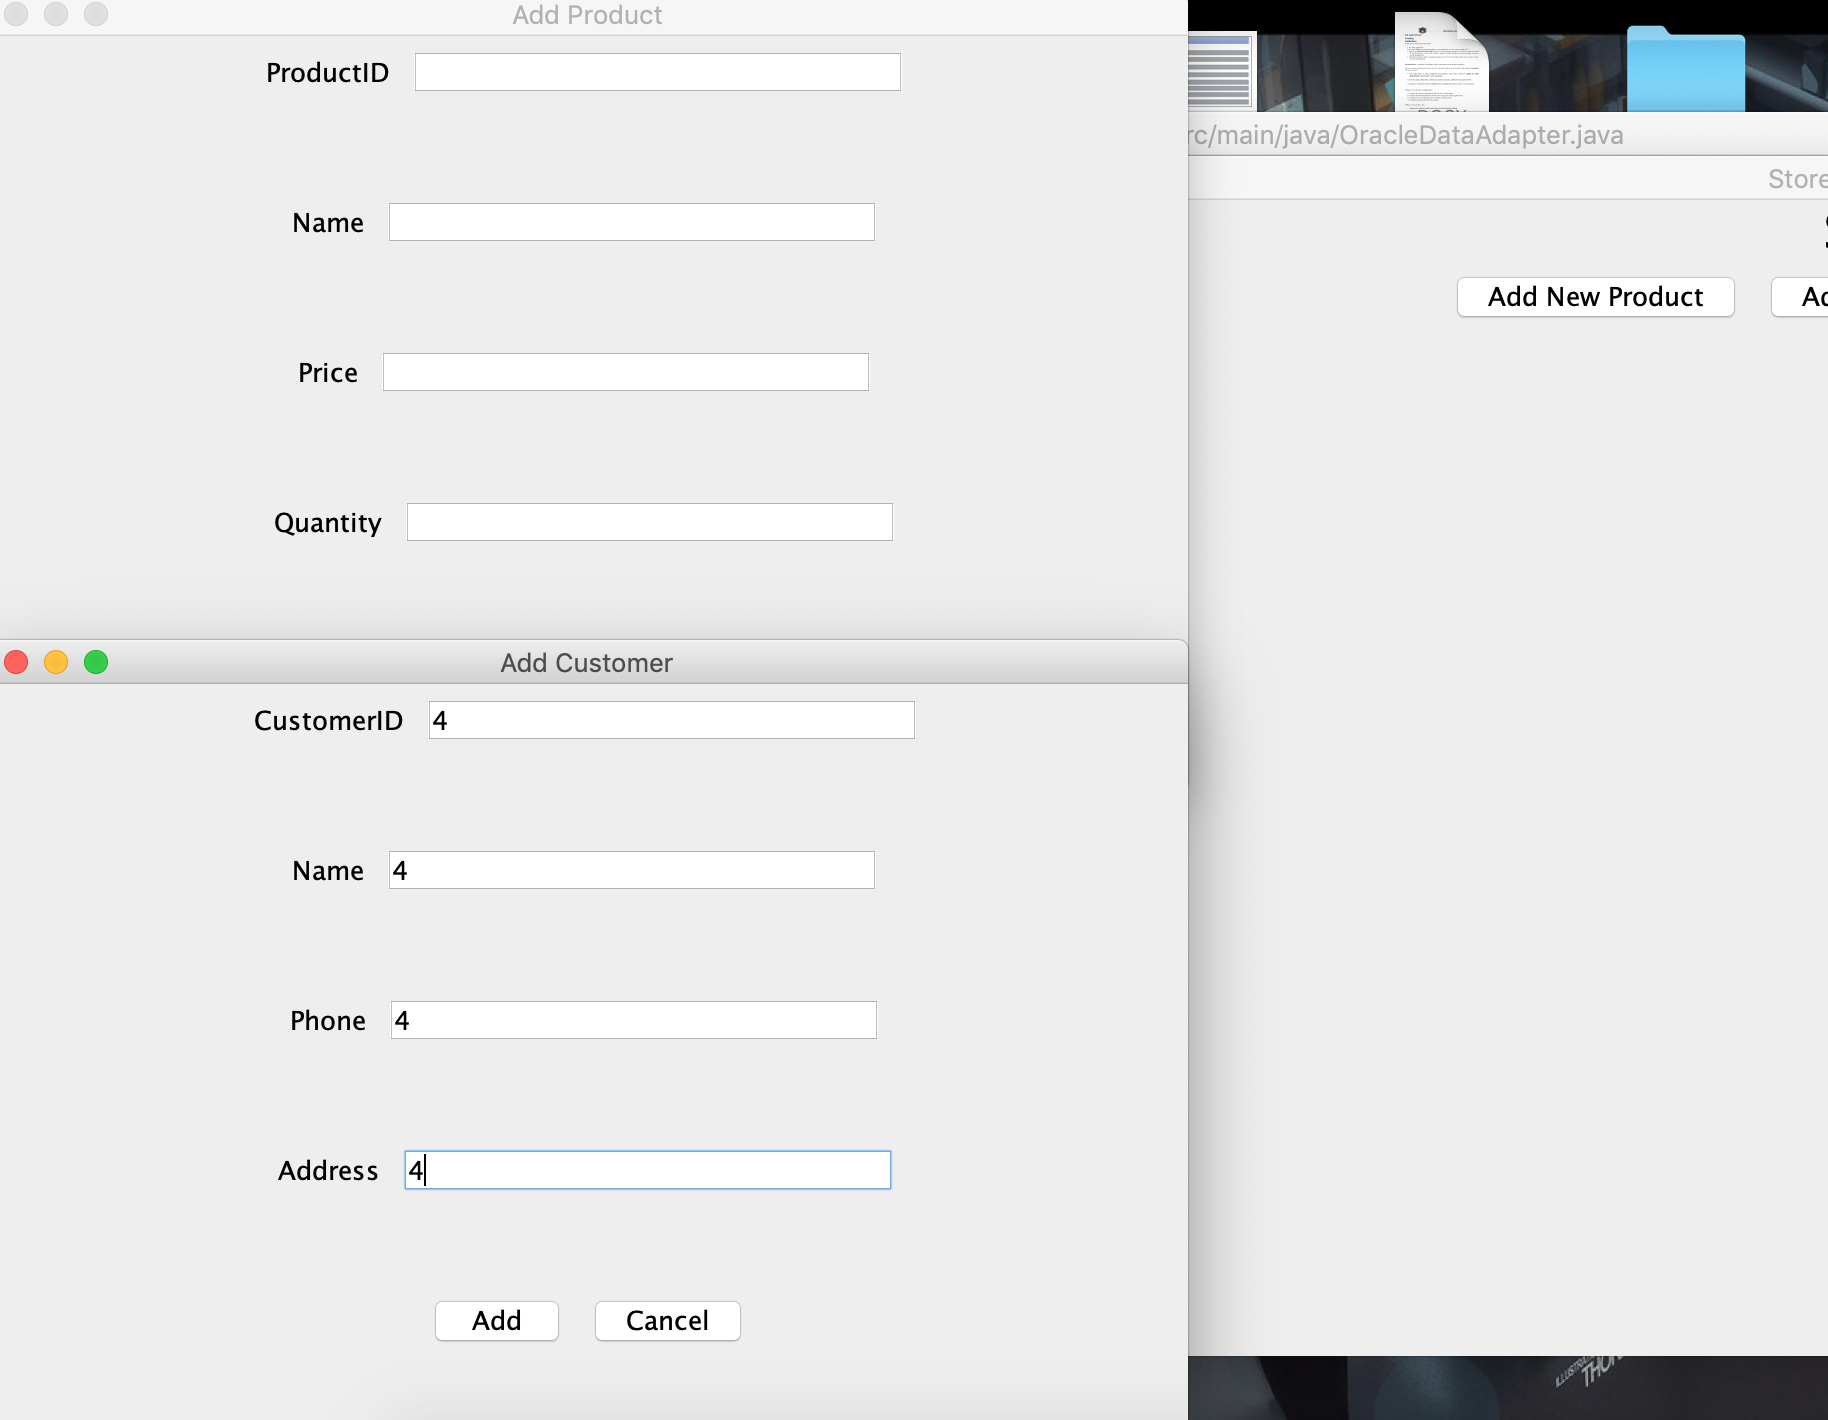 Add Product
ProductID
Name
Price
Quantity
Add Customer
CustomerID 4
Name 4
Phone 4
Address 4
Add Cancel
rc/main/java/OracleDataAdapter.java
Store
Add New Product
DOCX